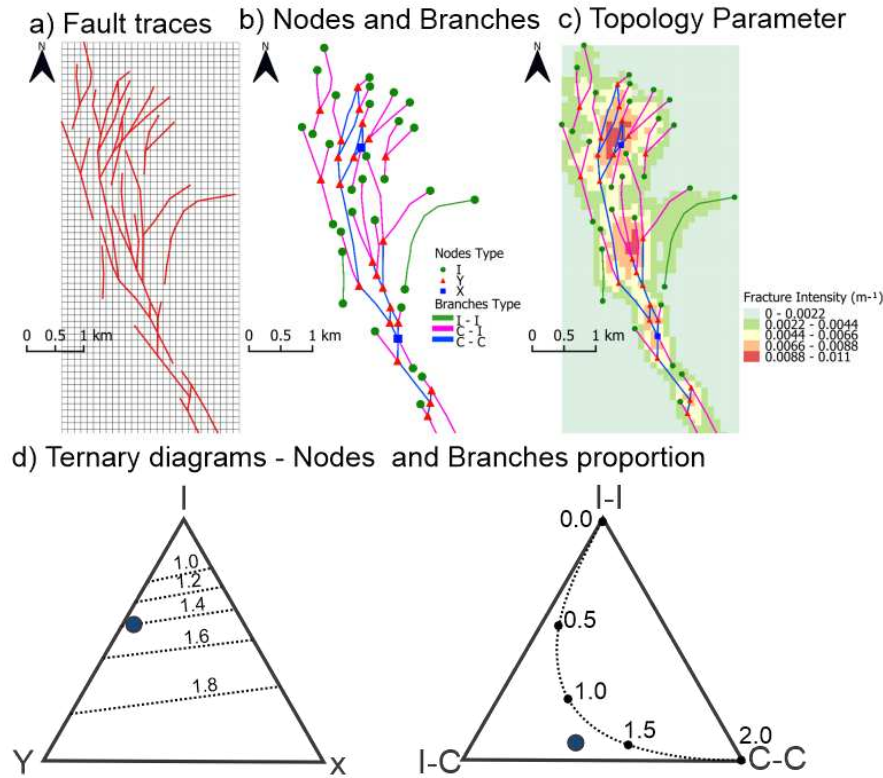 a) Fault traces
b) Nodes and Branches
c) Topology Parameter
N
N
N
0 0.5 1 km
0 0.5 1 km
0 0.5 1 km
Nodes Type
I
Y
X
Branches Type
I - I
C - I
C - C
Fracture Intensity (m⁻¹)
0 - 0.0022
0.0022 - 0.0044
0.0044 - 0.0066
0.0066 - 0.0088
0.0088 - 0.011
d) Ternary diagrams - Nodes and Branches proportion
I
1.0
1.2
1.4
1.6
1.8
Y
x
I-I
0.0
0.5
1.0
1.5
2.0
I-C
C-C